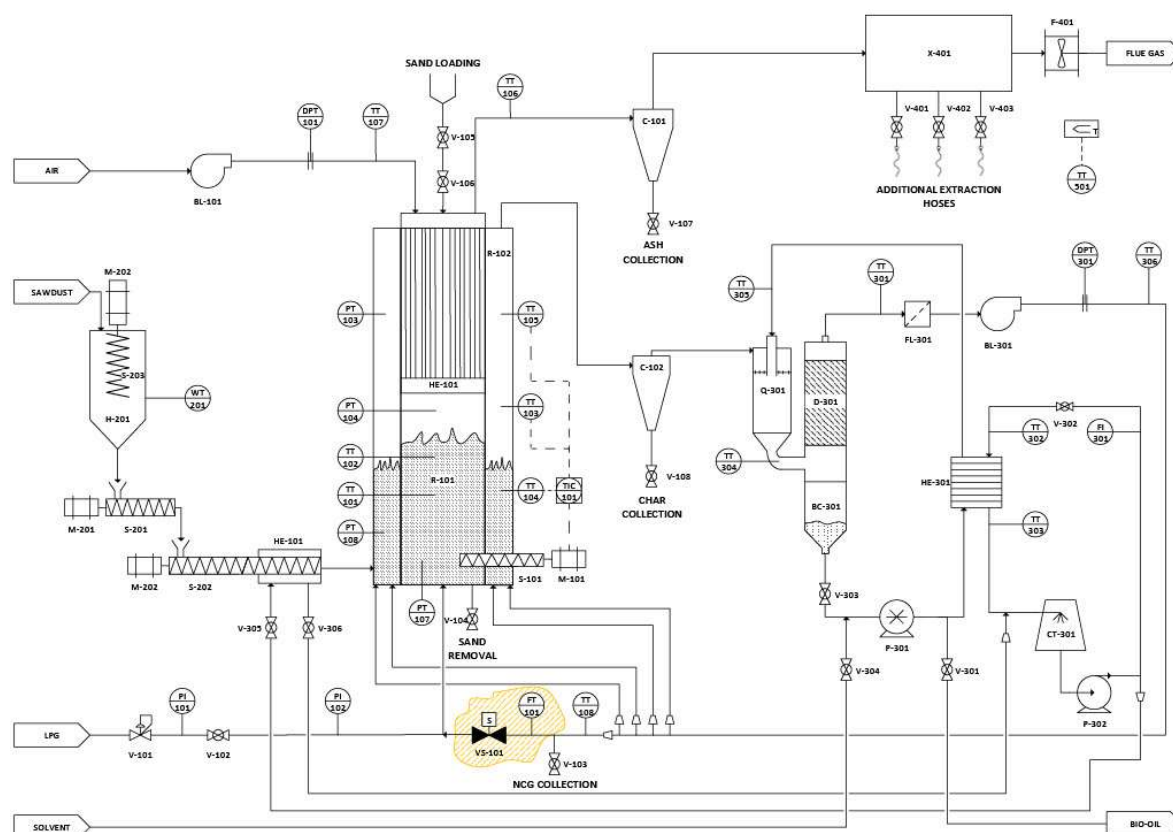 F-401
FLUE GAS
X-401
SAND LOADING
TT
106
DPT
101
TT
107
C-101
V-401
V-402
V-403
V-105
T
AIR
BL-101
V-106
TT
501
ADDITIONAL EXTRACTION
HOSES
V-107
ASH
COLLECTION
R-102
M-202
SAWDUST
TT
305
TT
301
DPT
301
TT
306
PT
103
TT
105
FL-301
BL-301
S-203
HE-101
C-102
Q-301
WT
201
D-301
H-201
PT
104
TT
103
V-302
TT
302
FI
301
TT
102
TT
304
R-101
V-108
HE-301
TT
101
TT
104
TIC
101
CHAR
COLLECTION
BC-301
M-201
S-201
TT
303
PT
108
HE-101
S-101
M-101
M-202
S-202
V-303
PT
107
V-104
CT-301
V-305
V-306
SAND
REMOVAL
P-301
V-304
V-301
PI
101
PI
102
S
FT
101
TT
108
P-302
LPG
V-101
V-102
VS-101
V-103
NCG COLLECTION
SOLVENT
BIO-OIL